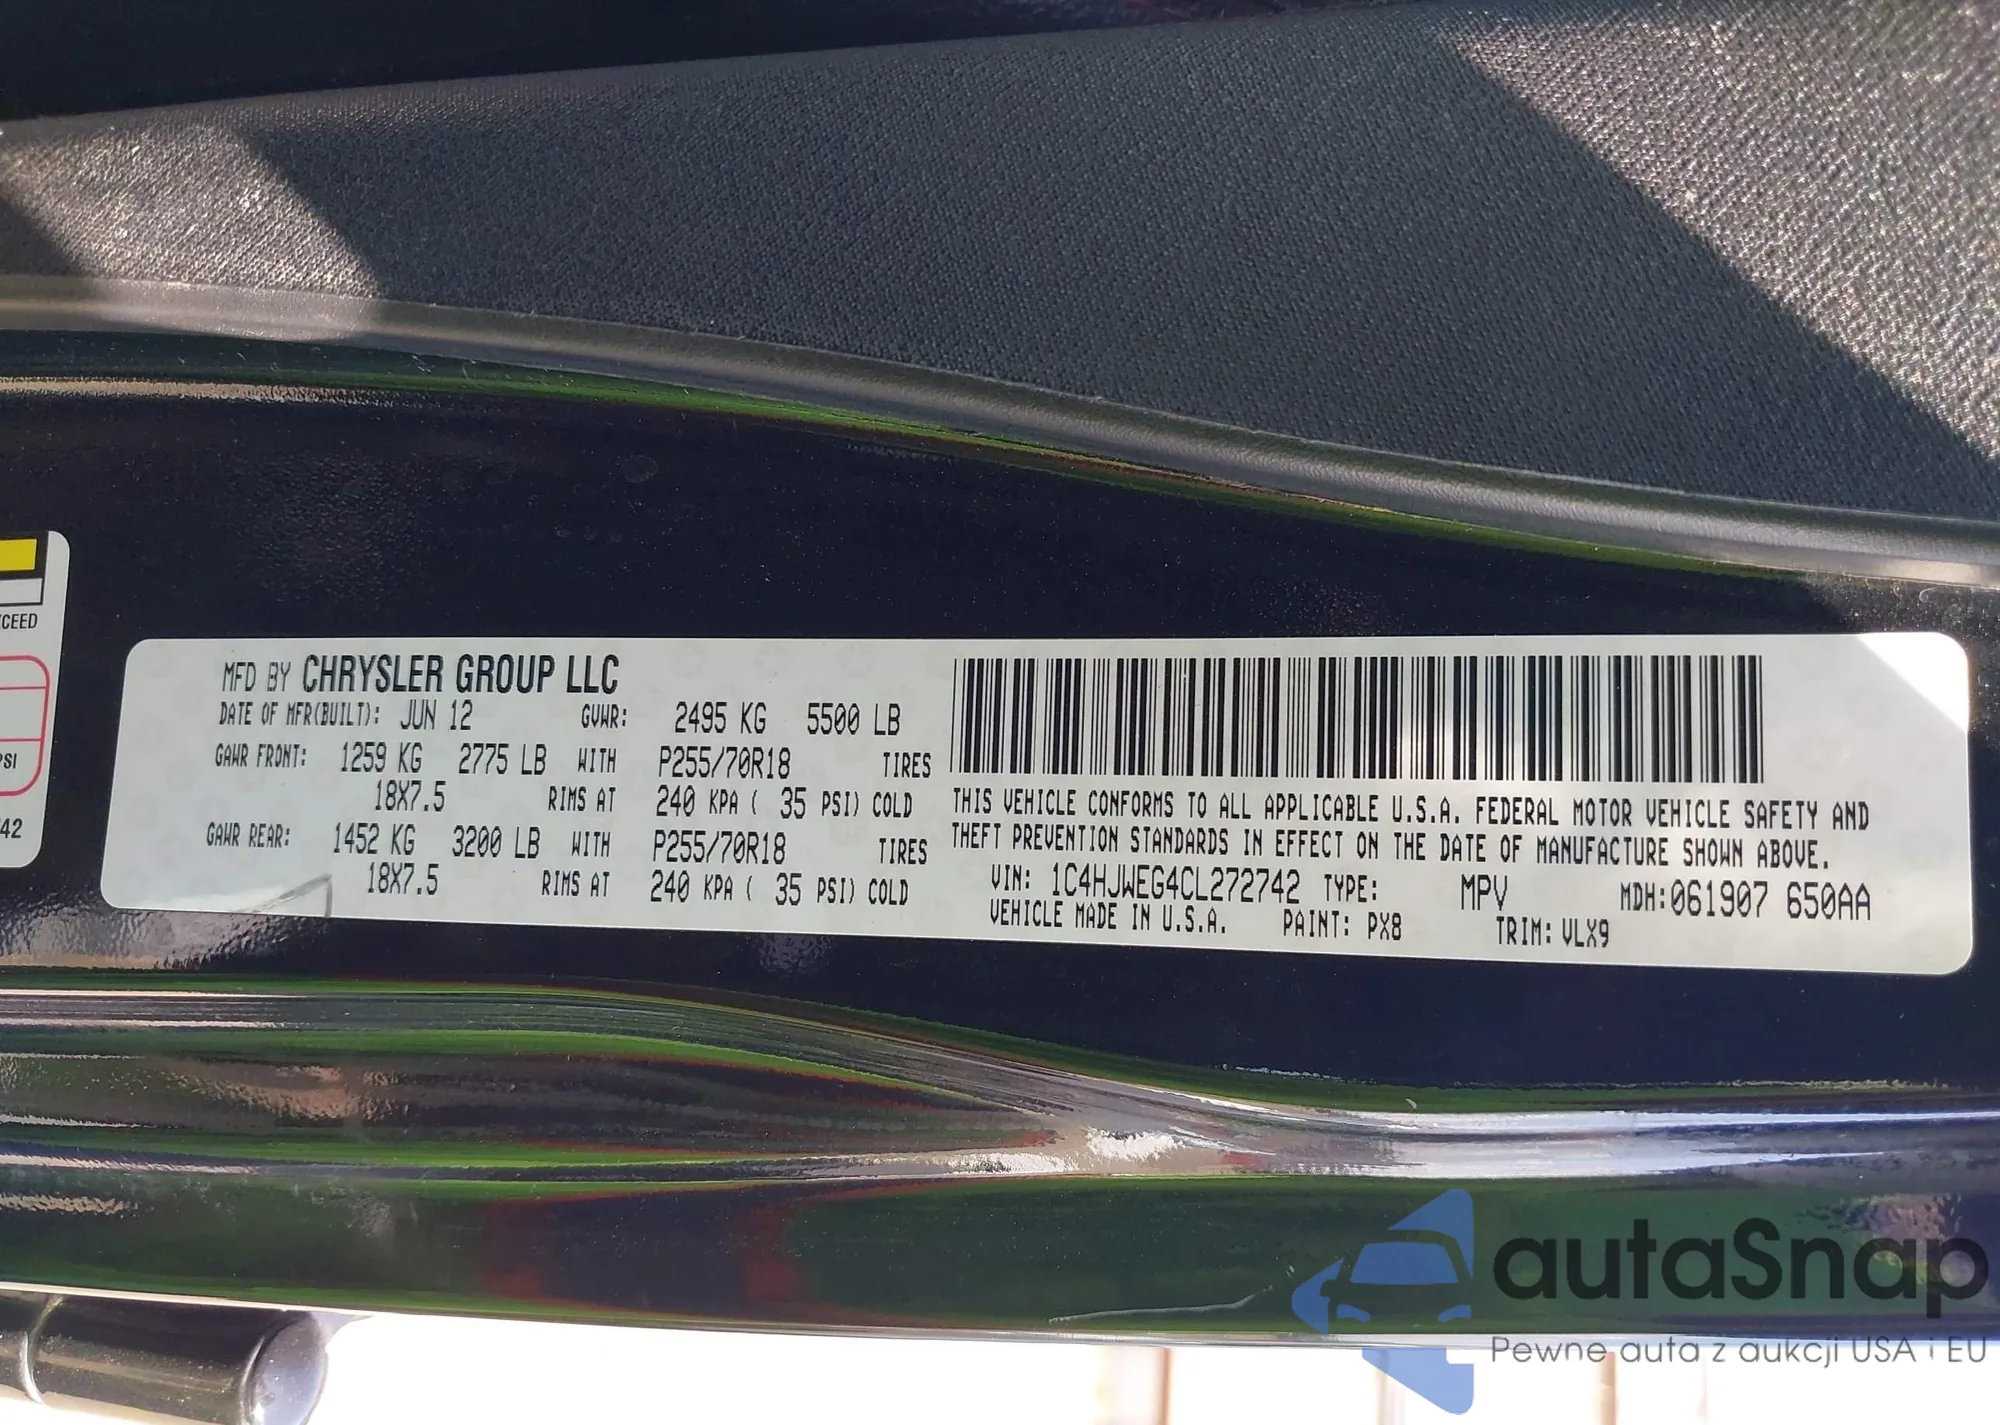 XCEED
PSI
742
MFD BY CHRYSLER GROUP LLC
DATE OF MFR(BUILT): JUN 12 GVWR: 2495 KG 5500 LB
GAWR FRONT: 1259 KG 2775 LB WITH P255/70R18 TIRES
18X7.5 RIMS AT 240 KPA ( 35 PSI) COLD
GAWR REAR: 1452 KG 3200 LB WITH P255/70R18 TIRES
18X7.5 RIMS AT 240 KPA ( 35 PSI) COLD
THIS VEHICLE CONFORMS TO ALL APPLICABLE U.S.A. FEDERAL MOTOR VEHICLE SAFETY AND
THEFT PREVENTION STANDARDS IN EFFECT ON THE DATE OF MANUFACTURE SHOWN ABOVE.
VIN: 1C4HJWEG4CL272742 TYPE: MPV MDH:061907 650AA
VEHICLE MADE IN U.S.A. PAINT: PX8 TRIM: VLX9
autaSnap
Pewne auta z aukcji USA i EU